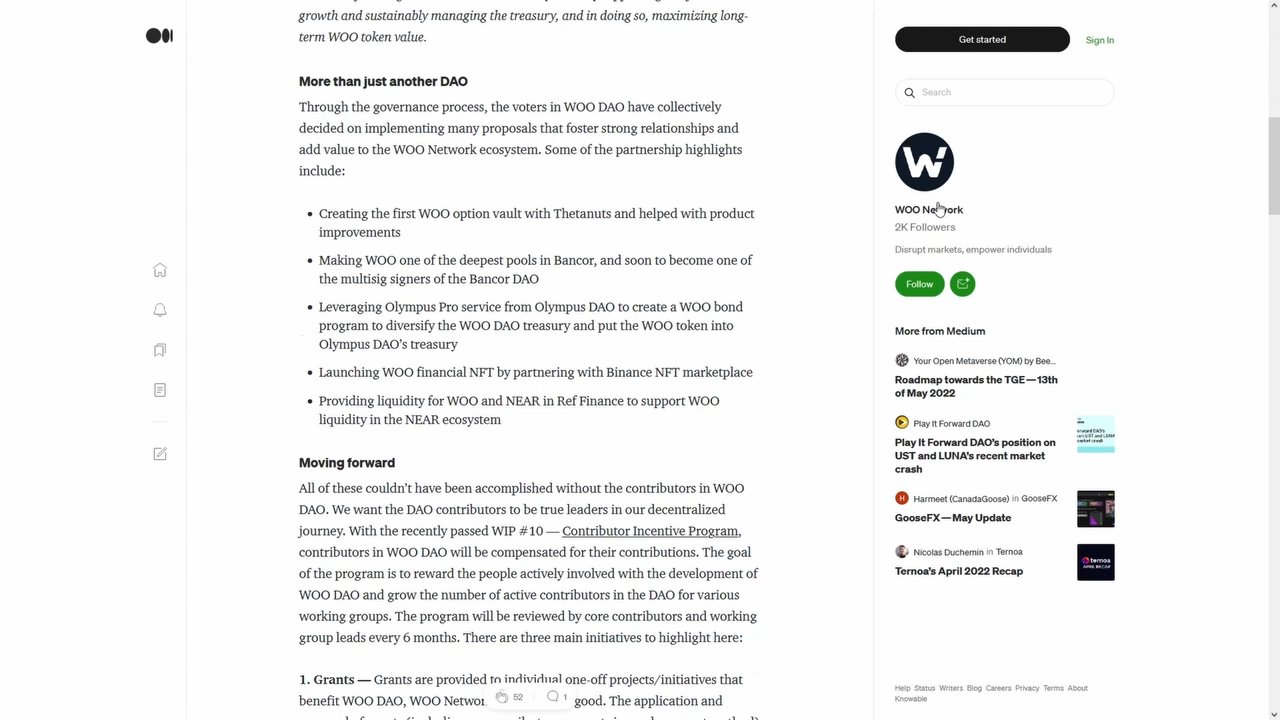 growth and sustainably managing the treasury, and in doing so, maximizing long-
term WOO token value.
More than just another DAO
Through the governance process, the voters in WOO DAO have collectively
decided on implementing many proposals that foster strong relationships and
add value to the WOO Network ecosystem. Some of the partnership highlights
include:
• Creating the first WOO option vault with Thetanuts and helped with product
improvements
• Making WOO one of the deepest pools in Bancor, and soon to become one of
the multisig signers of the Bancor DAO
• Leveraging Olympus Pro service from Olympus DAO to create a WOO bond
program to diversify the WOO DAO treasury and put the WOO token into
Olympus DAO’s treasury
• Launching WOO financial NFT by partnering with Binance NFT marketplace
• Providing liquidity for WOO and NEAR in Ref Finance to support WOO
liquidity in the NEAR ecosystem
Moving forward
All of these couldn’t have been accomplished without the contributors in WOO
DAO. We want the DAO contributors to be true leaders in our decentralized
journey. With the recently passed WIP #10 — Contributor Incentive Program,
contributors in WOO DAO will be compensated for their contributions. The goal
of the program is to reward the people actively involved with the development of
WOO DAO and grow the number of active contributors in the DAO for various
working groups. The program will be reviewed by core contributors and working
group leads every 6 months. There are three main initiatives to highlight here:
1. Grants — Grants are provided to individual one-off projects/initiatives that
benefit WOO DAO, WOO Networ good. The application and
52 1
Get started
Sign In
Search
W
WOO Network
2K Followers
Disrupt markets, empower individuals
Follow
More from Medium
Your Open Metaverse (YOM) by Bee...
Roadmap towards the TGE — 13th
of May 2022
Play It Forward DAO
Play It Forward DAO’s position on
UST and LUNA’s recent market
crash
H Harmeet (CanadaGoose) in GooseFX
GooseFX — May Update
Nicolas Duchemin in Ternoa
Ternoa’s April 2022 Recap
ternoa
APRIL RECAP
Help Status Writers Blog Careers Privacy Terms About
Knowable